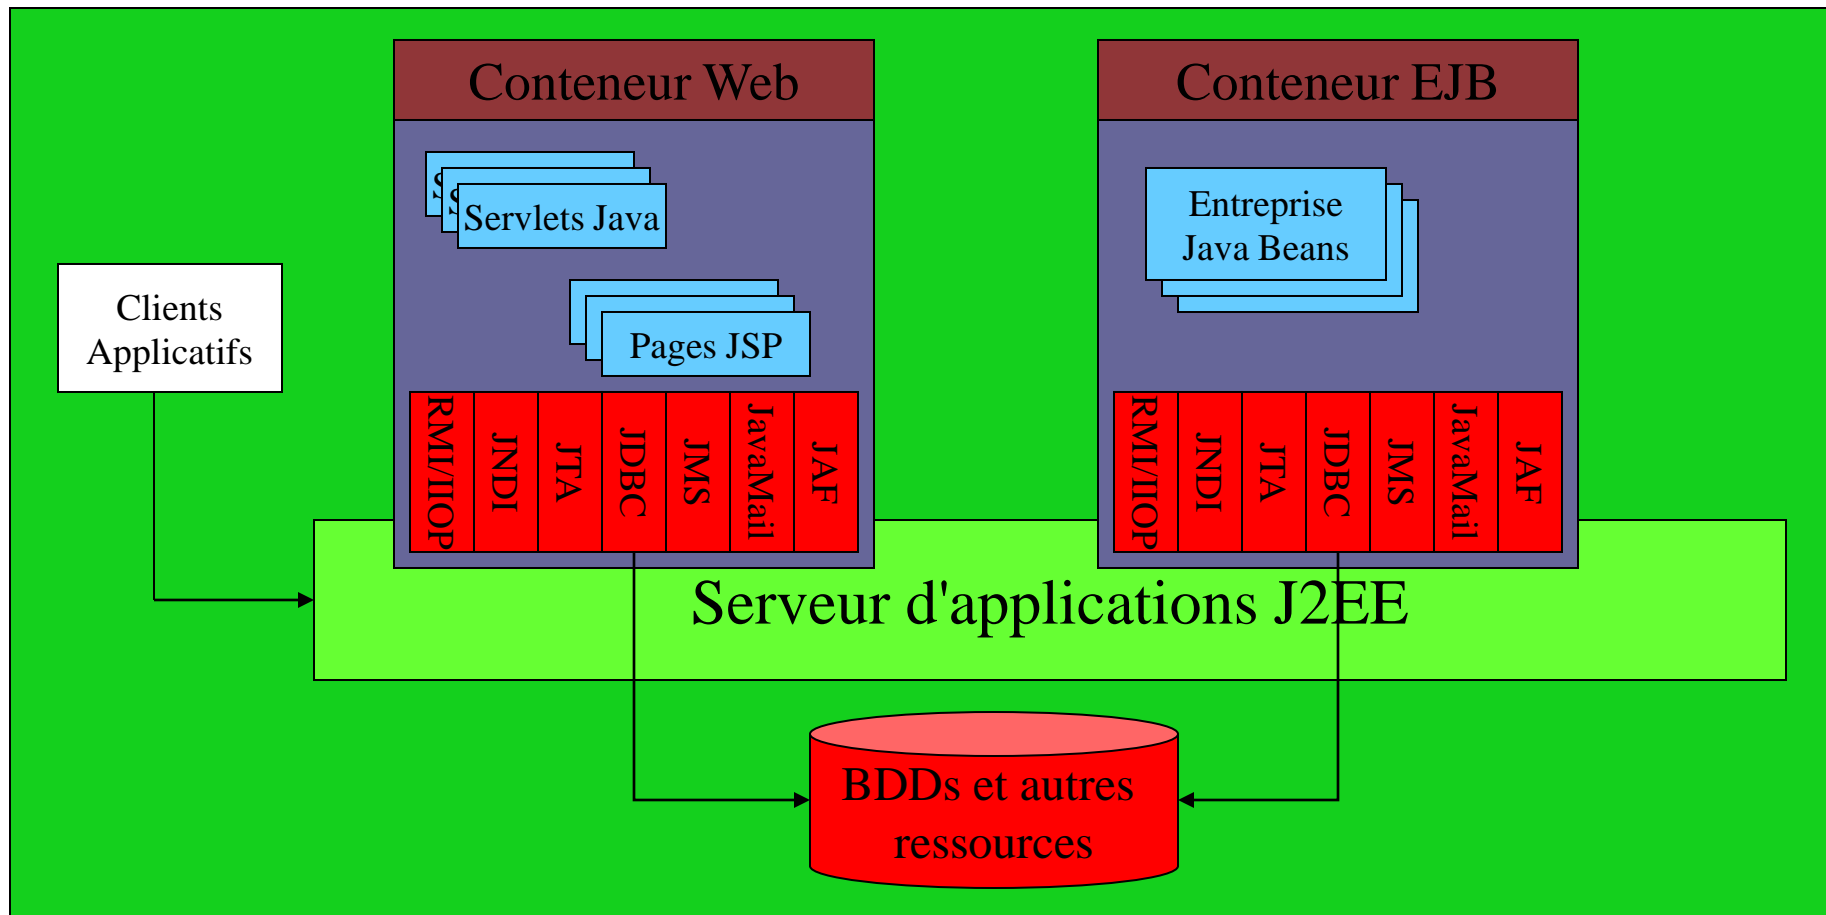 Conteneur Web
Conteneur EJB
S
S
Servlets Java
Entreprise
Java Beans
Clients
Applicatifs
Pages JSP
RMI/IIOP
JNDI
JTA
JDBC
JMS
JavaMail
JAF
RMI/IIOP
JNDI
JTA
JDBC
JMS
JavaMail
JAF
Serveur d'applications J2EE
BDDs et autres
ressources